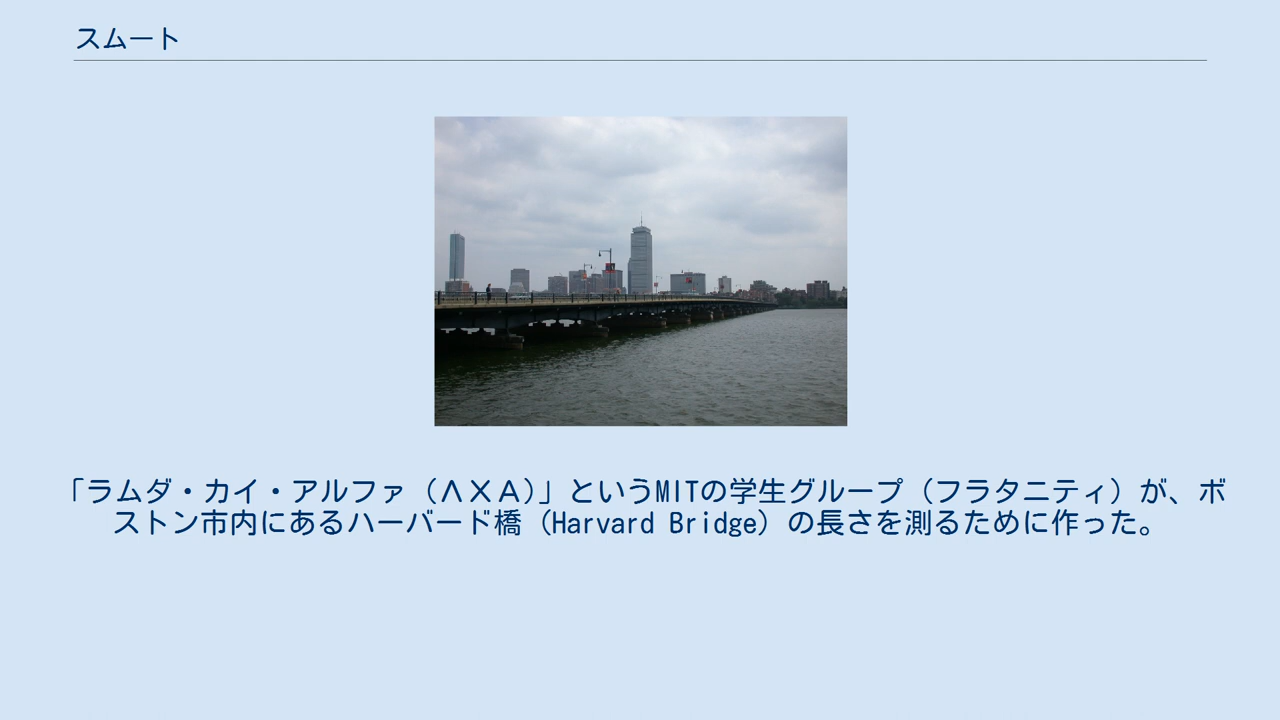 スムート
「ラムダ・カイ・アルファ（ΛΧΑ）」というMITの学生グループ（フラタニティ）が、ボ
ストン市内にあるハーバード橋（Harvard Bridge）の長さを測るために作った。